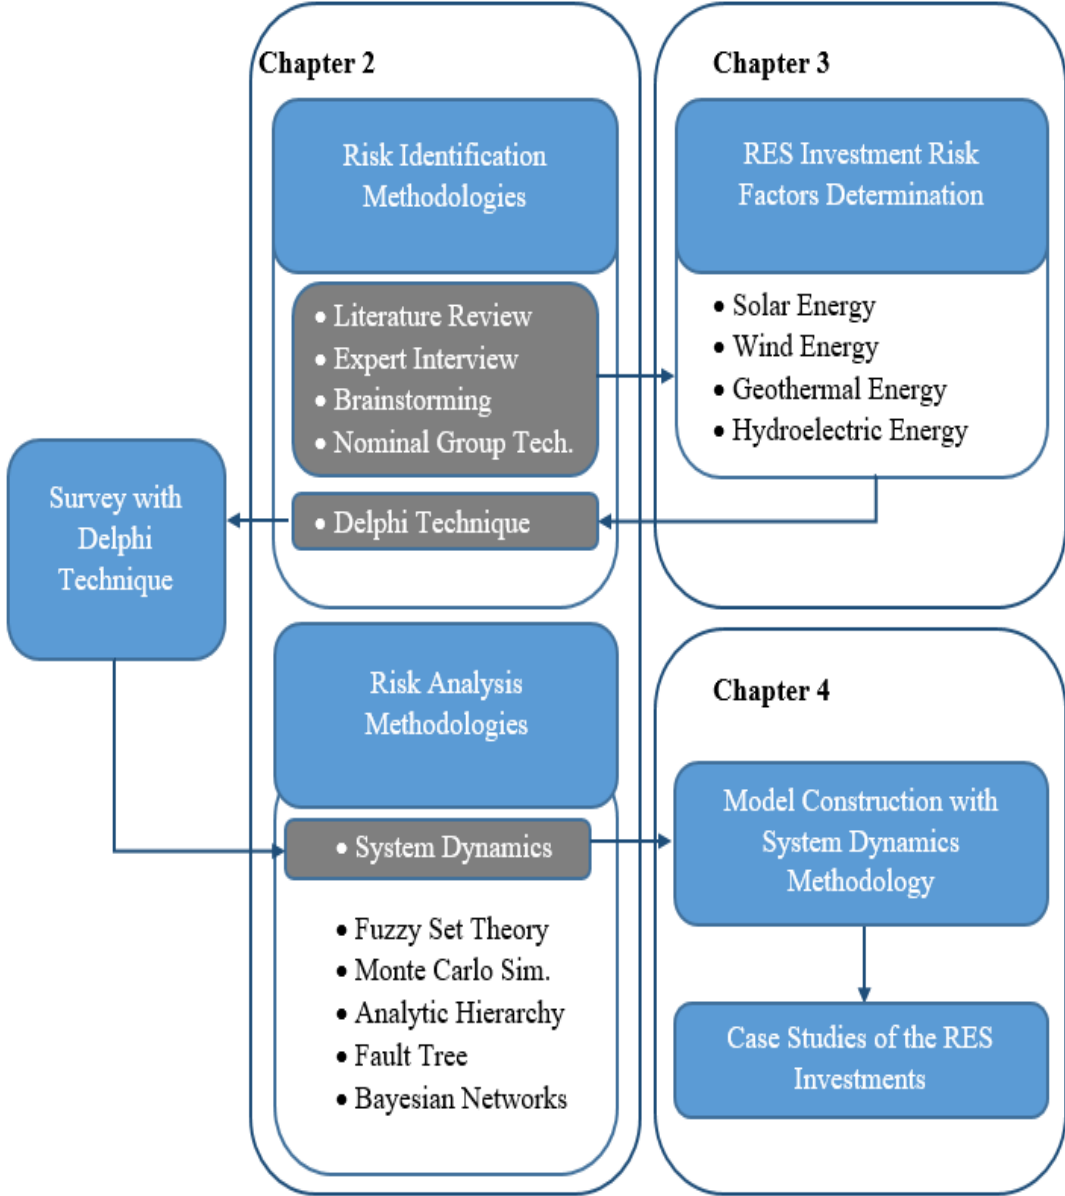 Chapter 2
Risk Identification
Methodologies
• Literature Review
• Expert Interview
• Brainstorming
• Nominal Group Tech.
• Delphi Technique
Survey with
Delphi
Technique
Risk Analysis
Methodologies
• System Dynamics
• Fuzzy Set Theory
• Monte Carlo Sim.
• Analytic Hierarchy
• Fault Tree
• Bayesian Networks
Chapter 3
RES Investment Risk
Factors Determination
• Solar Energy
• Wind Energy
• Geothermal Energy
• Hydroelectric Energy
Chapter 4
Model Construction with
System Dynamics
Methodology
Case Studies of the RES
Investments